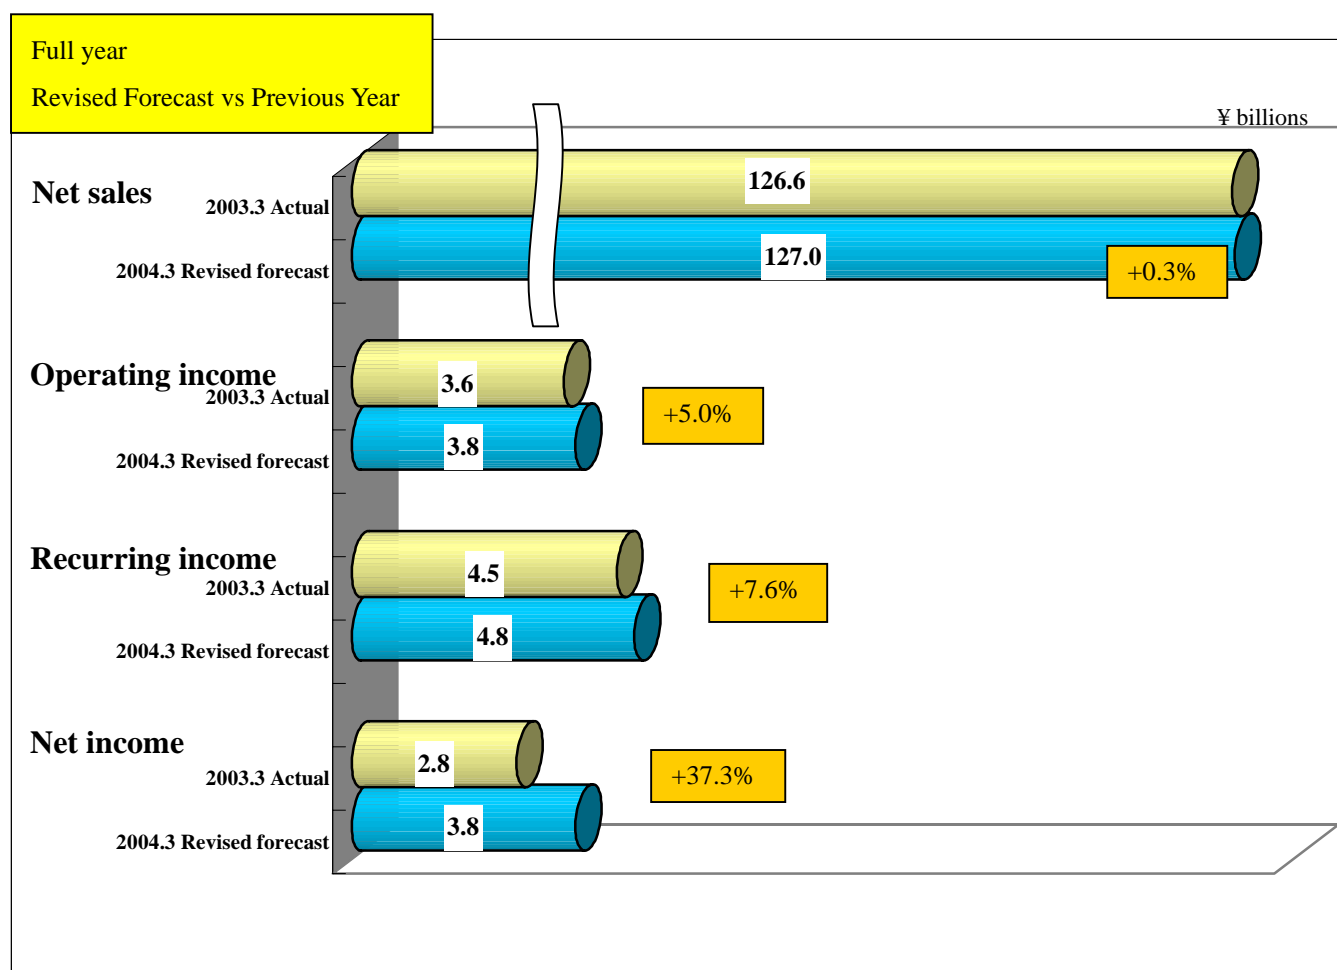 Full year
Revised Forecast vs Previous Year
¥ billions
Net sales
2003.3 Actual
126.6
2004.3 Revised forecast
127.0
+0.3%
Operating income
2003.3 Actual
3.6
2004.3 Revised forecast
3.8
+5.0%
Recurring income
2003.3 Actual
4.5
2004.3 Revised forecast
4.8
+7.6%
Net income
2003.3 Actual
2.8
2004.3 Revised forecast
3.8
+37.3%